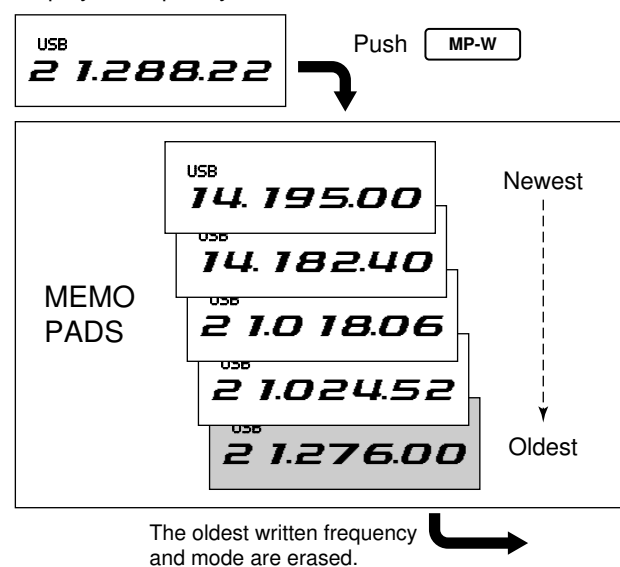 USB
21.288.22
Push MP-W
MEMO
PADS
USB
14.195.00
USB
14.182.40
USB
21.018.06
USB
21.024.52
USB
21.276.00
Newest
Oldest
The oldest written frequency
and mode are erased.